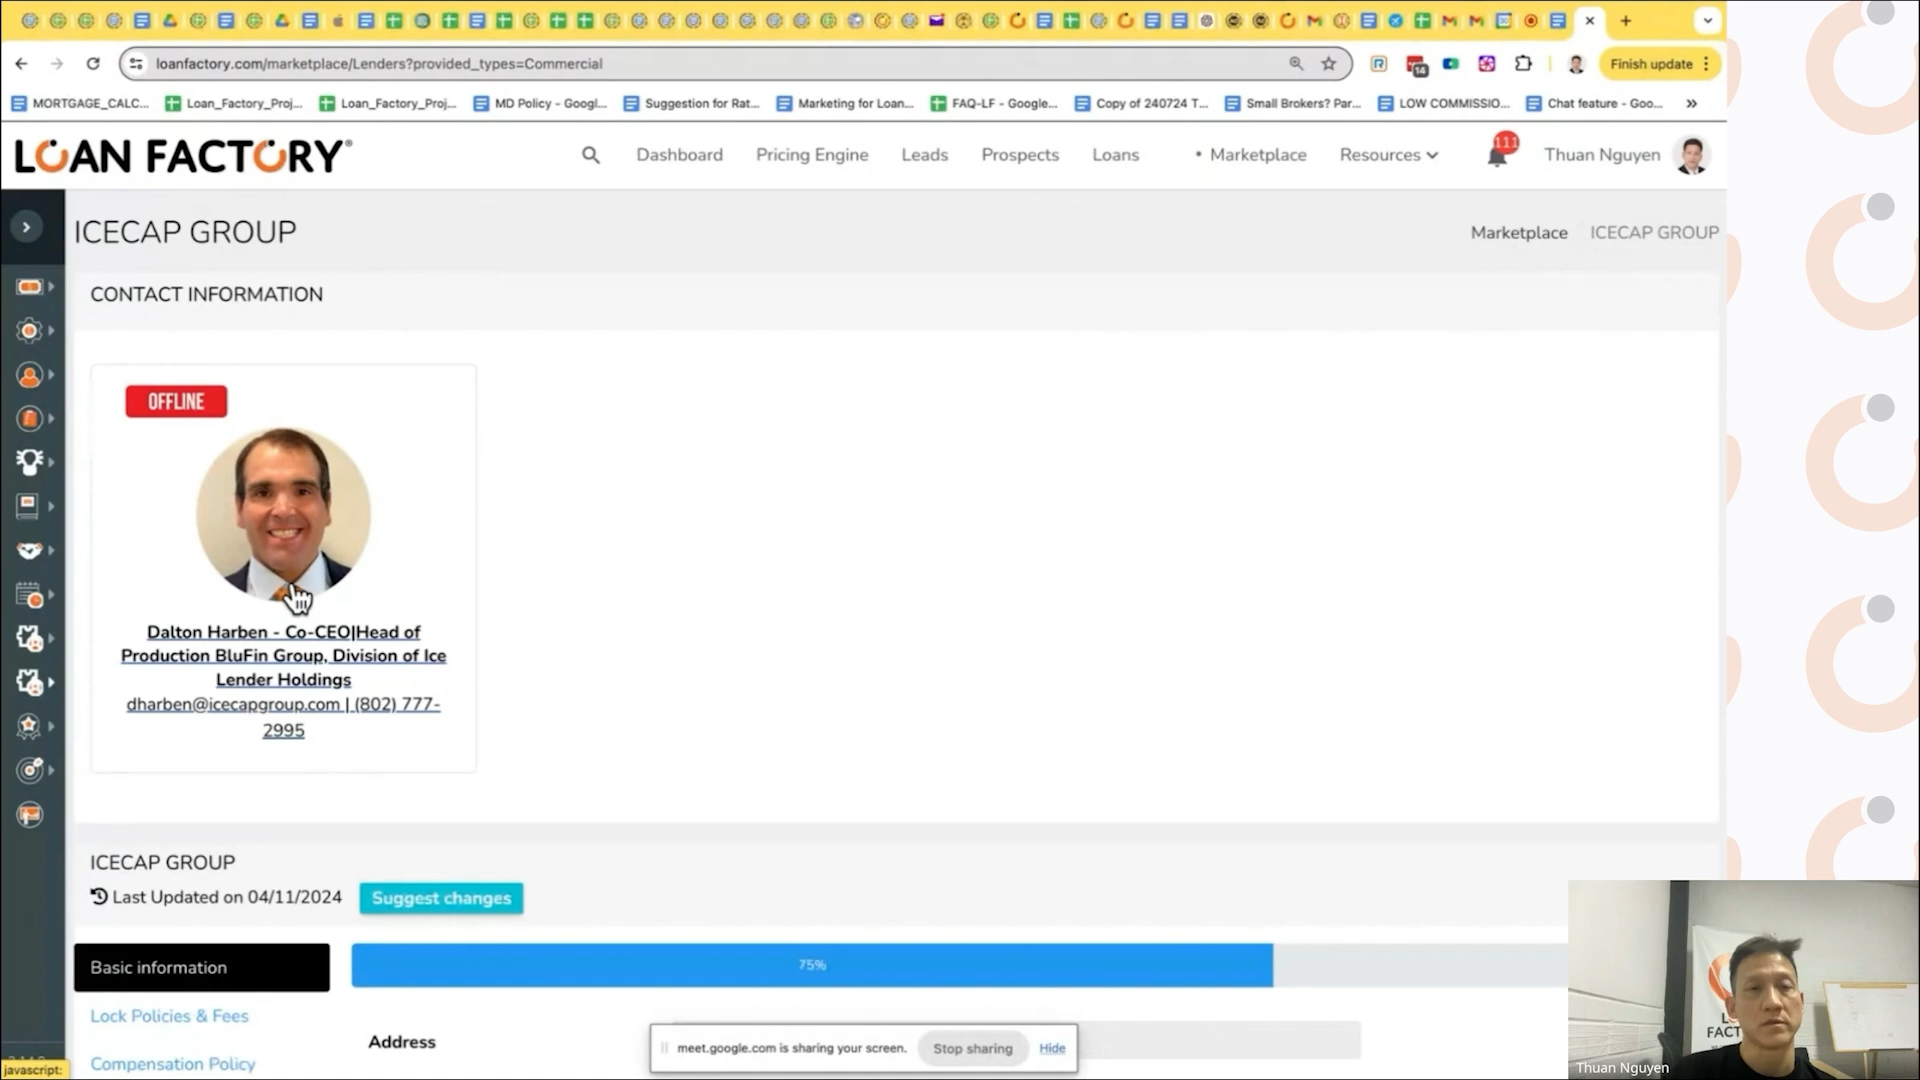 loanfactory.com/marketplace/Lenders?provided_types=Commercial
14
Finish update
MORTGAGE_CALC...
Loan_Factory_Proj...
Loan_Factory_Proj...
MD Policy - Googl...
Suggestion for Rat...
Marketing for Loan...
FAQ-LF - Google...
Copy of 240724 T...
Small Brokers? Par...
LOW COMMISSIO...
Chat feature - Goo...
»
LOAN FACTORY®
Dashboard
Pricing Engine
Leads
Prospects
Loans
• Marketplace
Resources
111
Thuan Nguyen
ICECAP GROUP
Marketplace ICECAP GROUP
CONTACT INFORMATION
OFFLINE
Dalton Harben - Co-CEO|Head of
Production BluFin Group, Division of Ice
Lender Holdings
dharben@icecapgroup.com | (802) 777-
2995
ICECAP GROUP
Last Updated on 04/11/2024
Suggest changes
Basic information
75%
Lock Policies & Fees
Address
Compensation Policy
meet.google.com is sharing your screen.
Stop sharing
Hide
javascript:
FACT
Thuan Nguyen